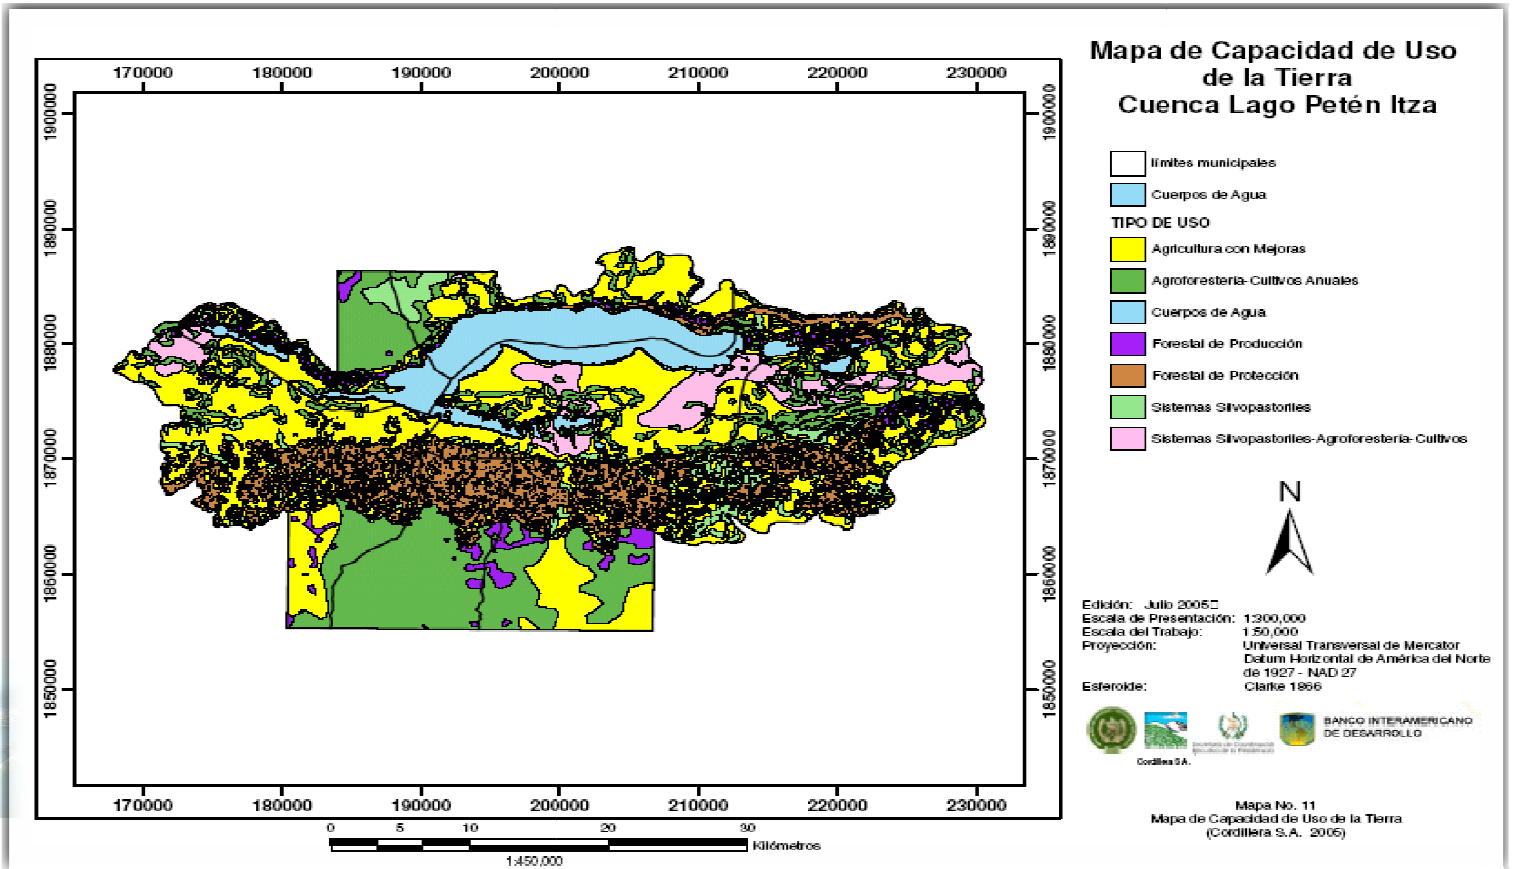 Mapa de Capacidad de Uso
de la Tierra
Cuenca Lago Petén Itza
170000 180000 190000 200000 210000 220000 230000
1900000 1890000 1880000 1870000 1860000 1850000
1900000 1890000 1880000 1870000 1860000 1850000
170000 180000 190000 200000 210000 220000 230000
0 5 10 20 30
Kilómetros
1:450,000
límites municipales
Cuerpos de Agua
TIPO DE USO
Agricultura con Mejoras
Agroforestería-Cultivos Anuales
Cuerpos de Agua
Forestal de Producción
Forestal de Protección
Sistemas Silvopastoriles
Sistemas Silvopastoriles-Agroforestería-Cultivos
N
Edición: Julio 2005
Escala de Presentación: 1:300,000
Escala del Trabajo: 1:50,000
Proyección: Universal Transversal de Mercator
Datum Horizontal de América del Norte
de 1927 - NAD 27
Esferoide: Clarke 1866
Cordillera S.A.
BANCO INTERAMERICANO
DE DESARROLLO
Mapa No. 11
Mapa de Capacidad de Uso de la Tierra
(Cordillera S.A. 2005)